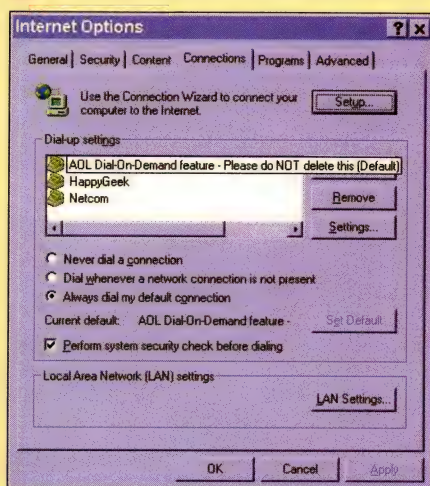 Internet Options
General Security Content Connections Programs Advanced
Use the Connection Wizard to connect your
computer to the Internet.
Setup...
Dial-up settings
AOL Dial-On-Demand feature - Please do NOT delete this (Default)
HappyGeek
Netcom
Remove
Settings...
Never dial a connection
Dial whenever a network connection is not present
Always dial my default connection
Current default: AOL Dial-On-Demand feature -
Set Default
Perform system security check before dialing
Local Area Network (LAN) settings
LAN Settings...
OK Cancel Apply